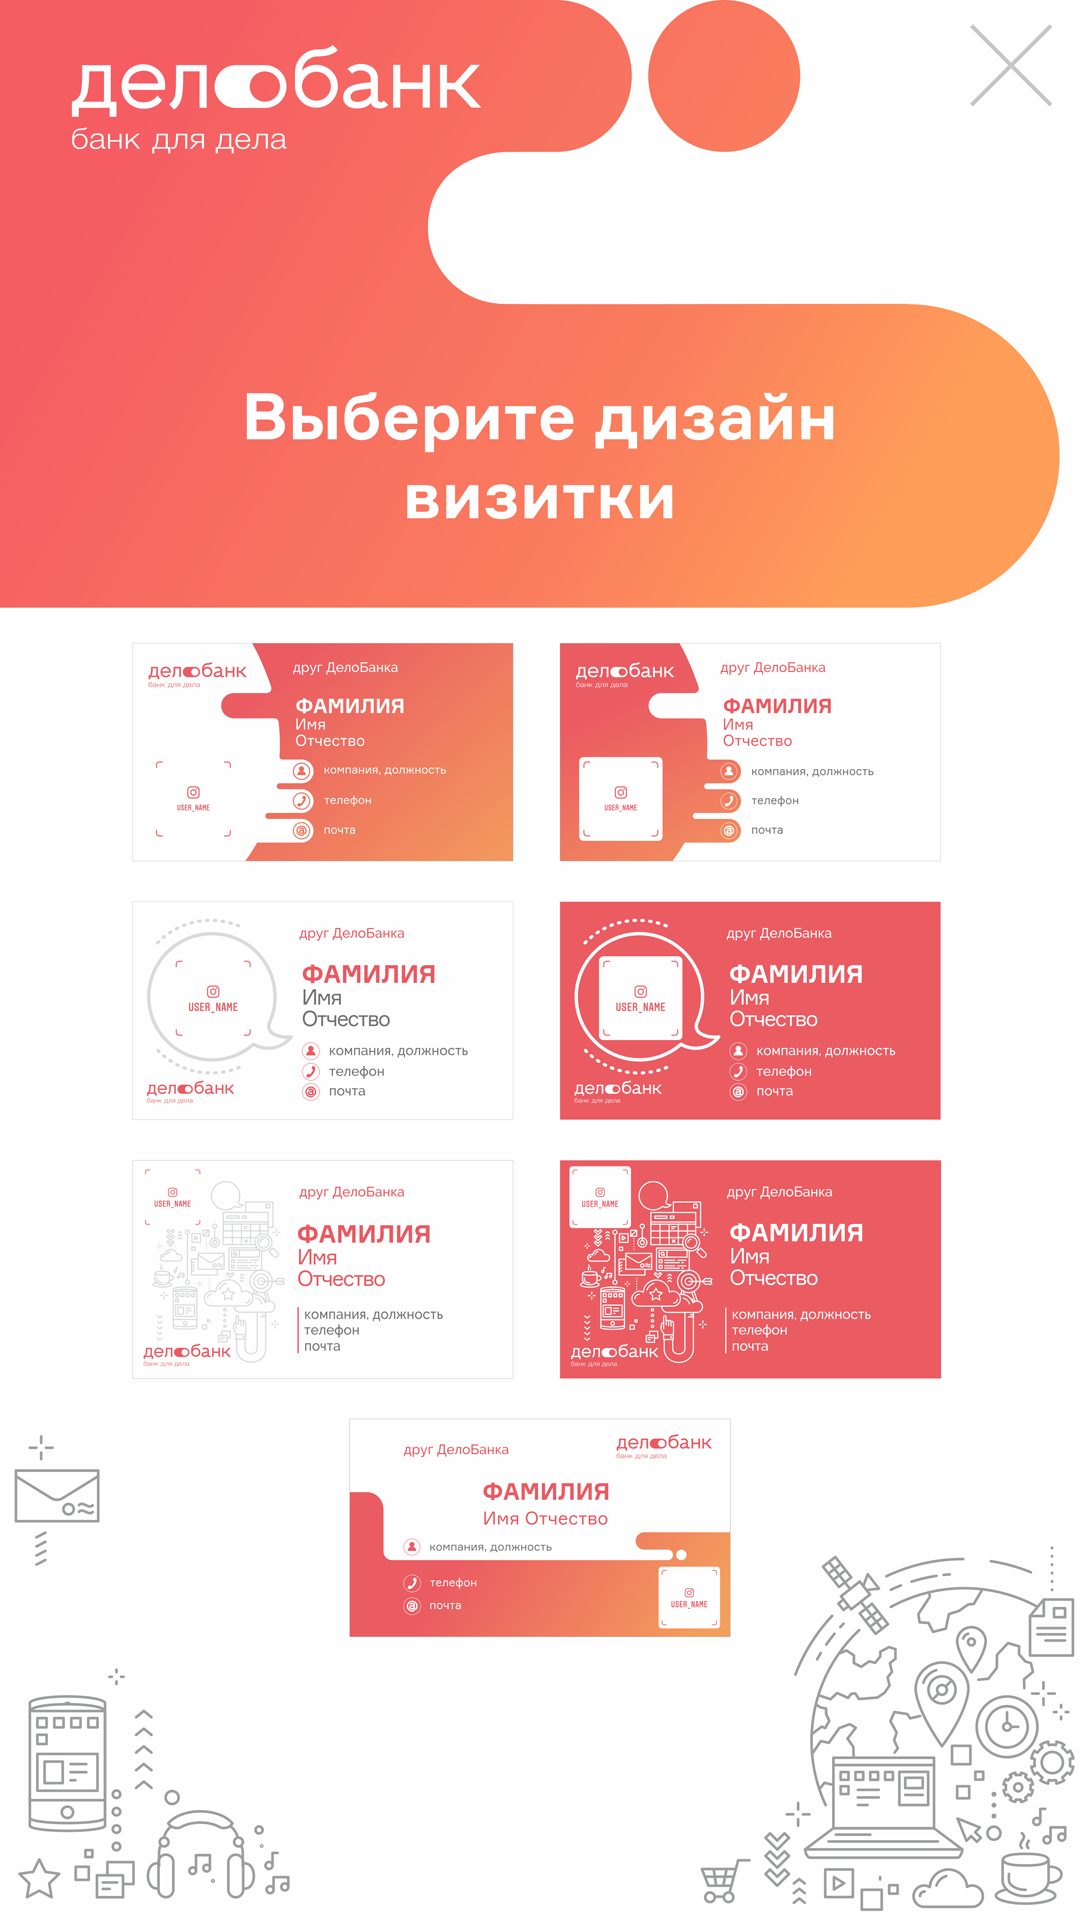 делобанк
банк для дела
Выберите дизайн
визитки
делобанк
банк для дела
друг ДелоБанка
ФАМИЛИЯ
Имя
Отчество
компания, должность
USER_NAME
телефон
@ почта
делобанк
банк для дела
друг ДелоБанка
ФАМИЛИЯ
Имя
Отчество
компания, должность
USER_NAME
телефон
@ почта
друг ДелоБанка
ФАМИЛИЯ
USER_NAME
Имя
Отчество
компания, должность
телефон
@ почта
делобанк
банк для дела
друг ДелоБанка
ФАМИЛИЯ
USER_NAME
Имя
Отчество
компания, должность
телефон
@ почта
делобанк
банк для дела
USER_NAME
друг ДелоБанка
ФАМИЛИЯ
Имя
Отчество
компания, должность
телефон
почта
делобанк
банк для дела
USER_NAME
друг ДелоБанка
ФАМИЛИЯ
Имя
Отчество
компания, должность
телефон
почта
делобанк
банк для дела
друг ДелоБанка
делобанк
банк для дела
ФАМИЛИЯ
Имя Отчество
компания, должность
телефон
@ почта
USER_NAME